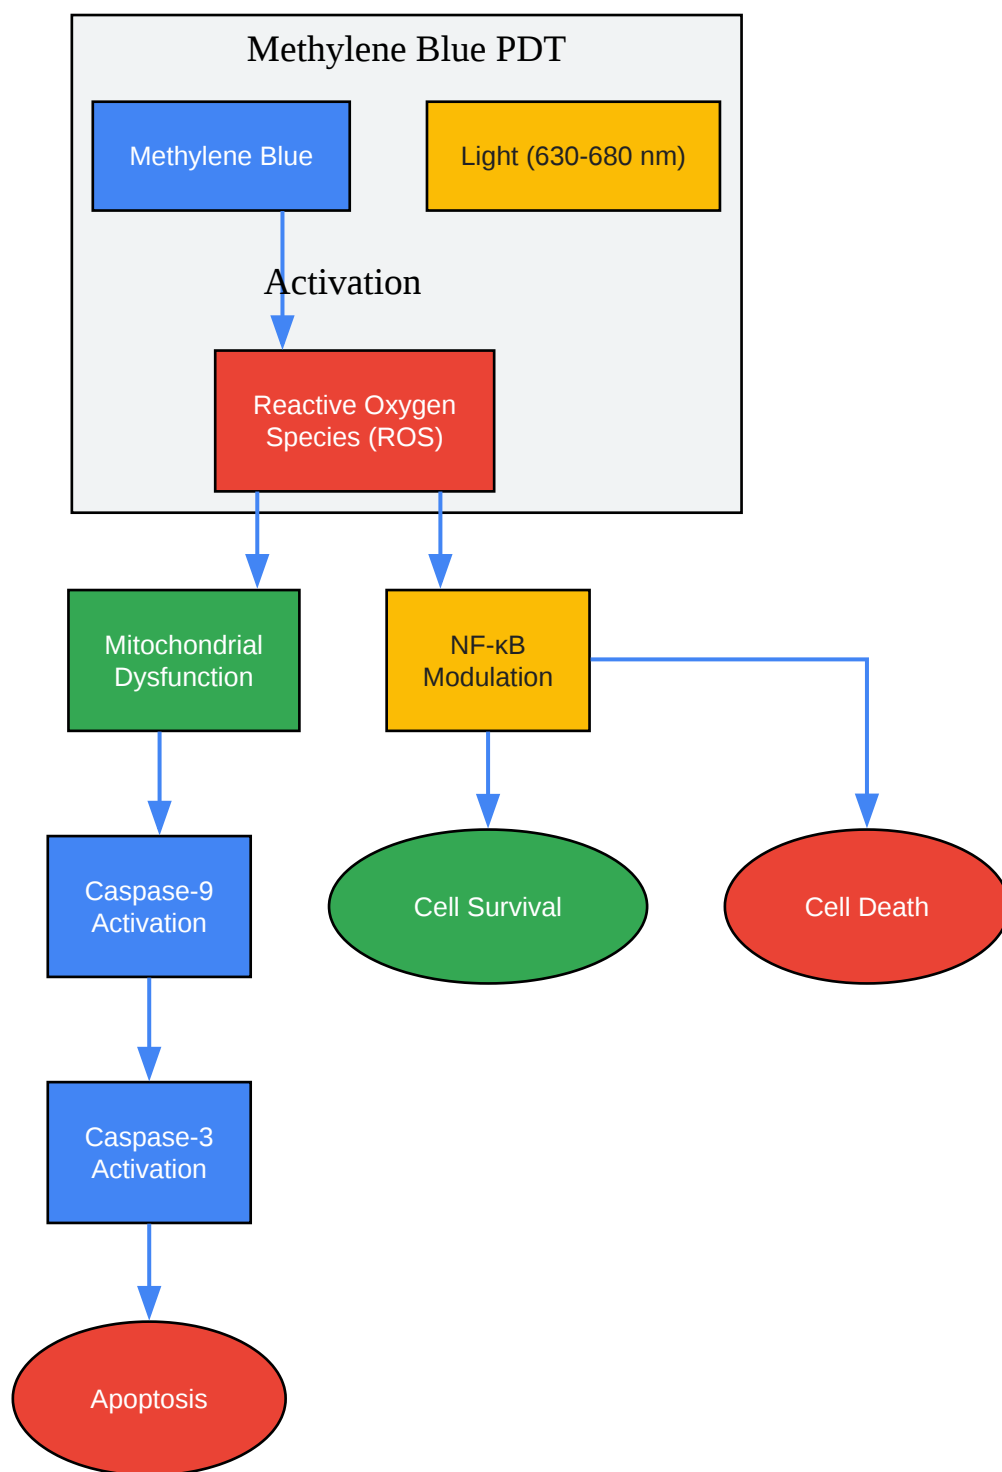 Methylene Blue PDT
Methylene Blue
Light (630-680 nm)
Activation
Reactive Oxygen
Species (ROS)
Mitochondrial
Dysfunction
NF-κB
Modulation
Caspase-9
Activation
Cell Survival
Cell Death
Caspase-3
Activation
Apoptosis